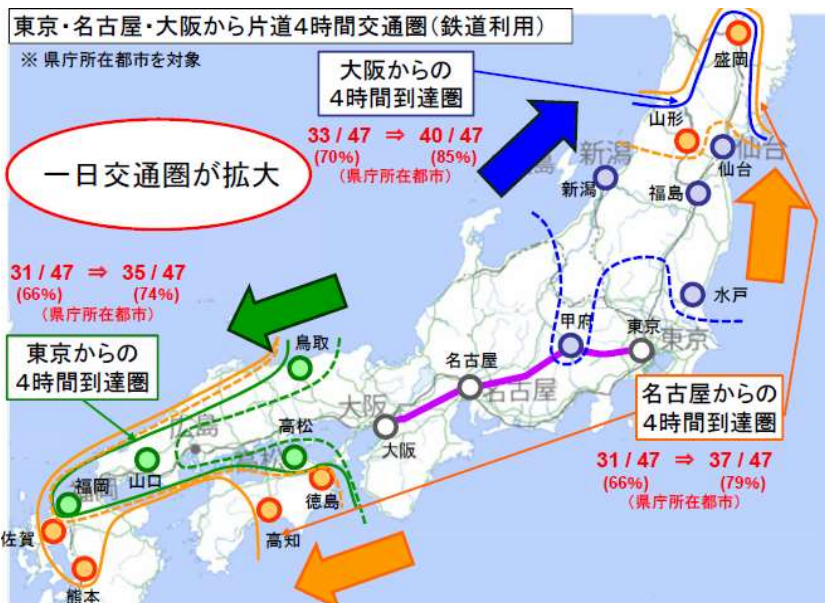 東京・名古屋・大阪から片道4時間交通圏(鉄道利用)
※ 県庁所在都市を対象
大阪からの
4時間到達圏
33 / 47 ⇒ 40 / 47
(70%) (85%)
(県庁所在都市)
一日交通圏が拡大
31 / 47 ⇒ 35 / 47
(66%) (74%)
(県庁所在都市)
東京からの
4時間到達圏
名古屋からの
4時間到達圏
31 / 47 ⇒ 37 / 47
(66%) (79%)
(県庁所在都市)
盛岡
山形
仙台
仙台
新潟
新潟
福島
水戸
甲府
東京
東京
名古屋
名古屋
大阪
大阪
鳥取
高松
広島
山口
福岡
福岡
徳島
高知
佐賀
熊本